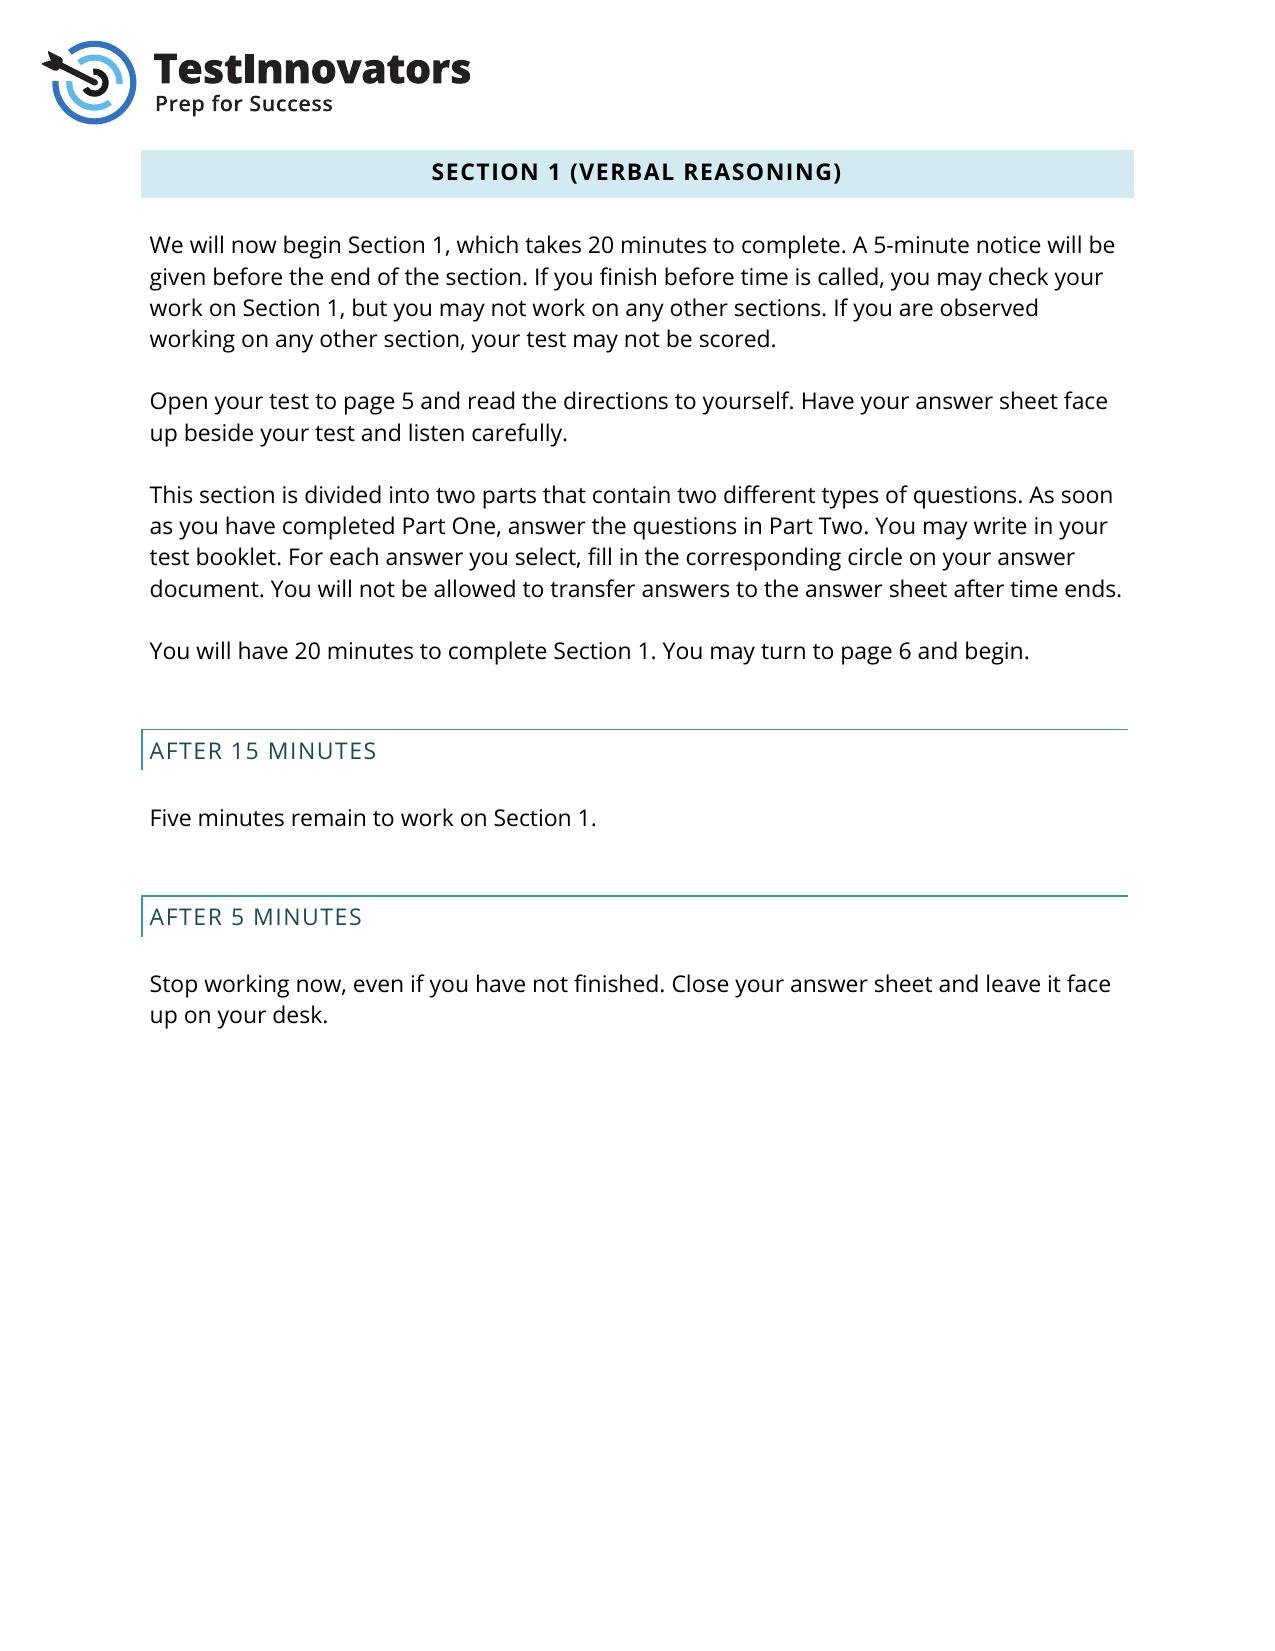 TestInnovators
Prep for Success
SECTION 1 (VERBAL REASONING)
We will now begin Section 1, which takes 20 minutes to complete. A 5-minute notice will be
given before the end of the section. If you finish before time is called, you may check your
work on Section 1, but you may not work on any other sections. If you are observed
working on any other section, your test may not be scored.
Open your test to page 5 and read the directions to yourself. Have your answer sheet face
up beside your test and listen carefully.
This section is divided into two parts that contain two different types of questions. As soon
as you have completed Part One, answer the questions in Part Two. You may write in your
test booklet. For each answer you select, fill in the corresponding circle on your answer
document. You will not be allowed to transfer answers to the answer sheet after time ends.
You will have 20 minutes to complete Section 1. You may turn to page 6 and begin.
AFTER 15 MINUTES
Five minutes remain to work on Section 1.
AFTER 5 MINUTES
Stop working now, even if you have not finished. Close your answer sheet and leave it face
up on your desk.